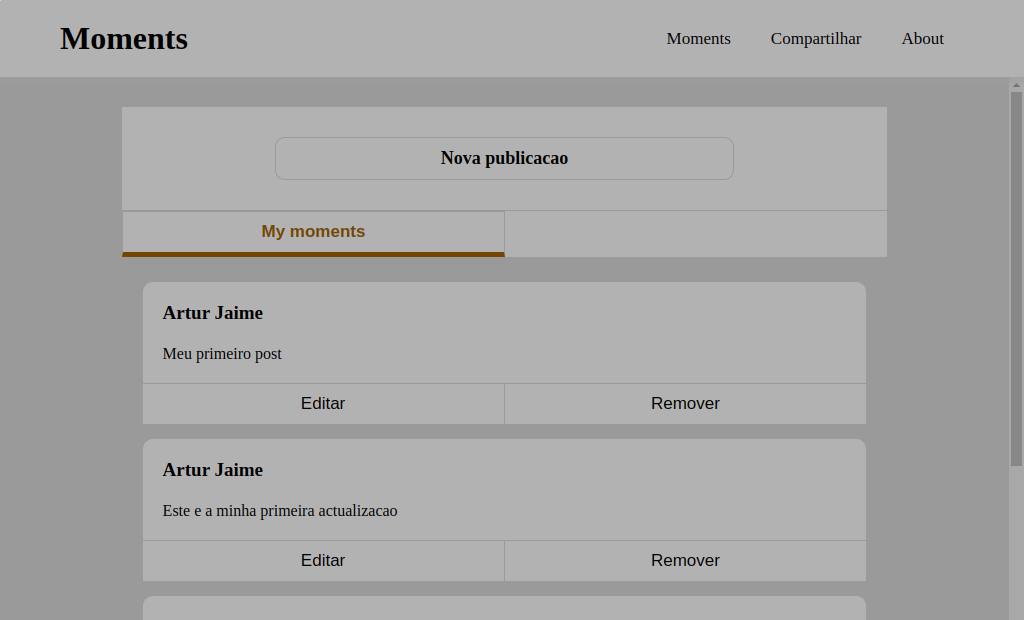 Moments
Moments Compartilhar About
Nova publicacao
My moments
Artur Jaime
Meu primeiro post
Editar Remover
Artur Jaime
Este e a minha primeira actualizacao
Editar Remover